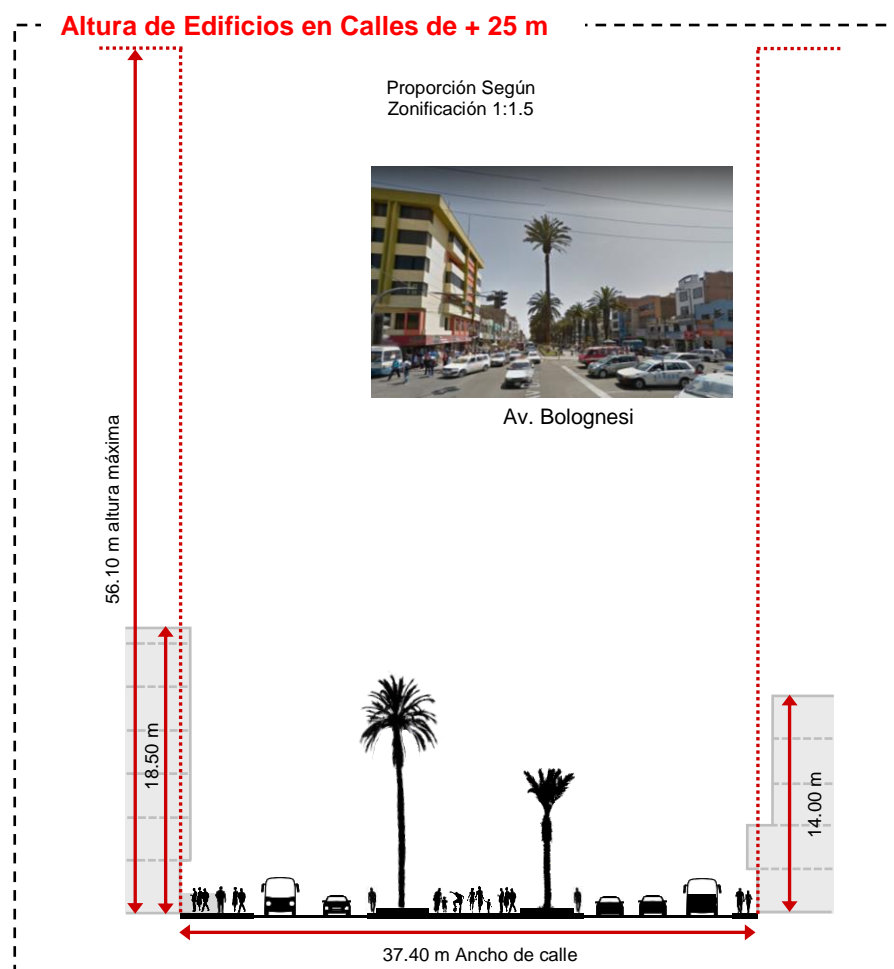 Altura de Edificios en Calles de + 25 m
Proporción Según
Zonificación 1:1.5
Av. Bolognesi
56.10 m altura máxima
18.50 m
14.00 m
37.40 m Ancho de calle